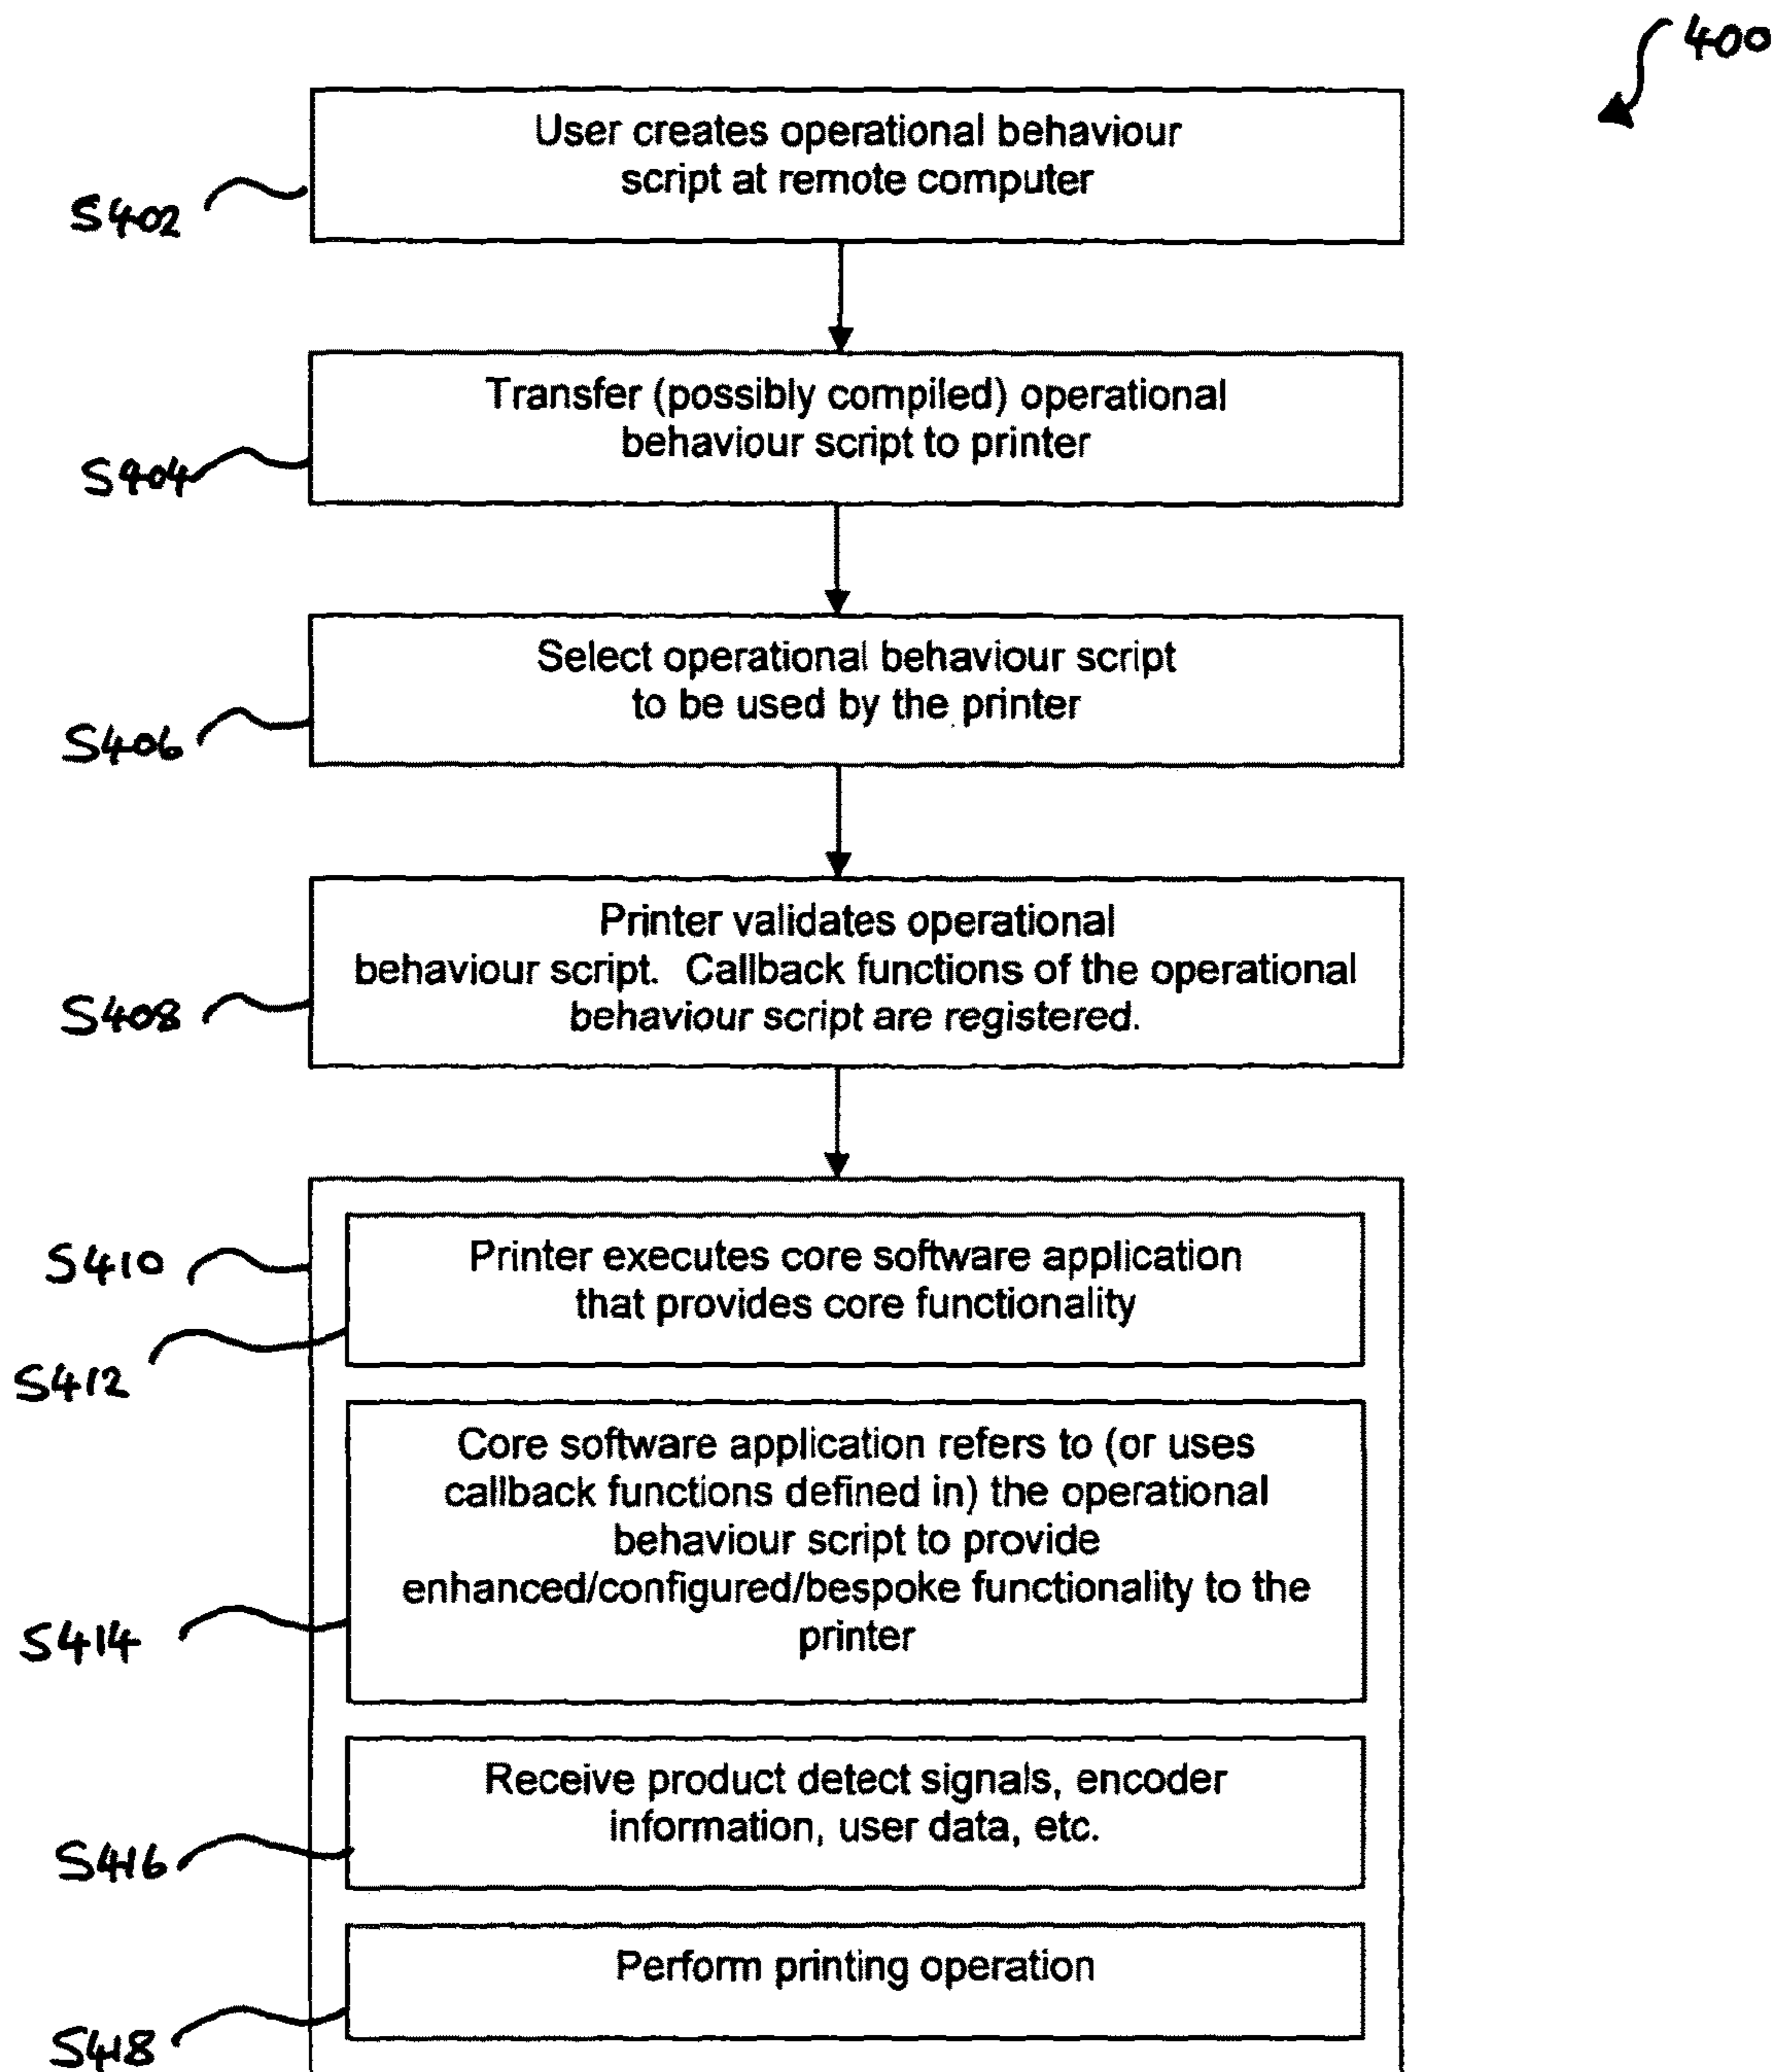 400
User creates operational behaviour
script at remote computer
S402
Transfer (possibly compiled) operational
behaviour script to printer
S404
Select operational behaviour script
to be used by the printer
S406
Printer validates operational
behaviour script. Callback functions of the operational
behaviour script are registered.
S408
S410
Printer executes core software application
that provides core functionality
S412
Core software application refers to (or uses
callback functions defined in) the operational
behaviour script to provide
enhanced/configured/bespoke functionality to the
printer
S414
Receive product detect signals, encoder
information, user data, etc.
S416
Perform printing operation
S418